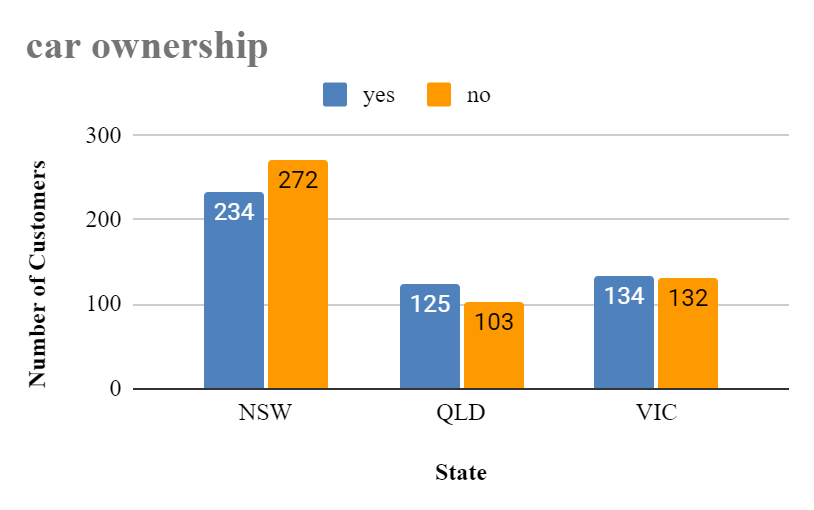 car ownership
yes no
Number of Customers
300
200
100
0
234 272
125 103
134 132
NSW QLD VIC
State